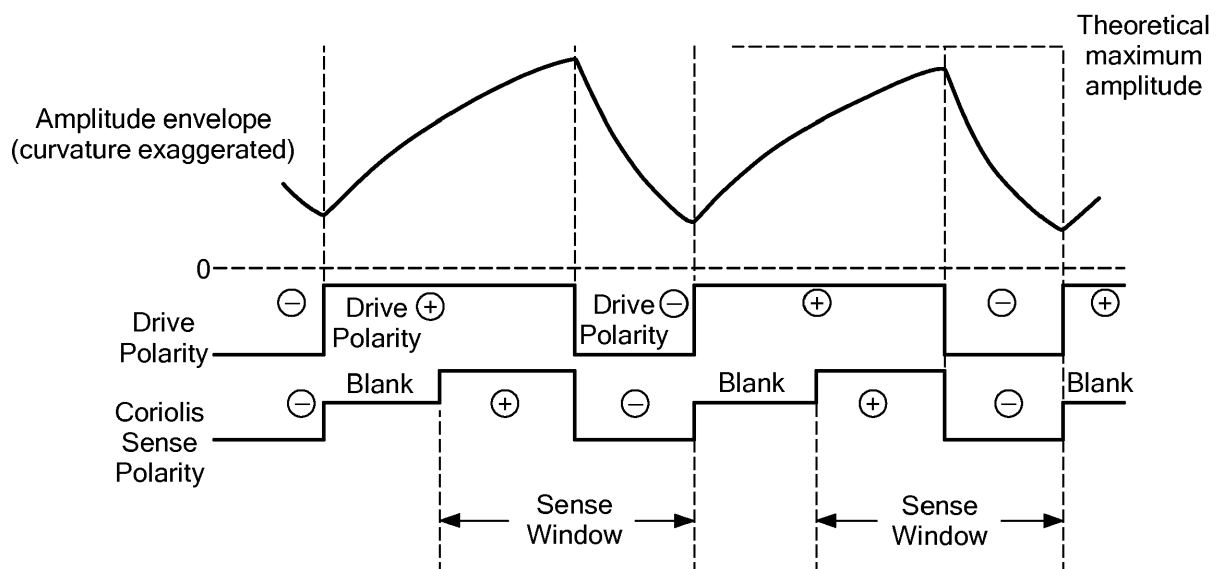 Theoretical
maximum
amplitude
Amplitude envelope
(curvature exaggerated)
0
Drive
Polarity
− Drive + Drive − + − +
Polarity Polarity
Coriolis
Sense
Polarity
− Blank + − Blank + − Blank
Sense
Window
Sense
Window